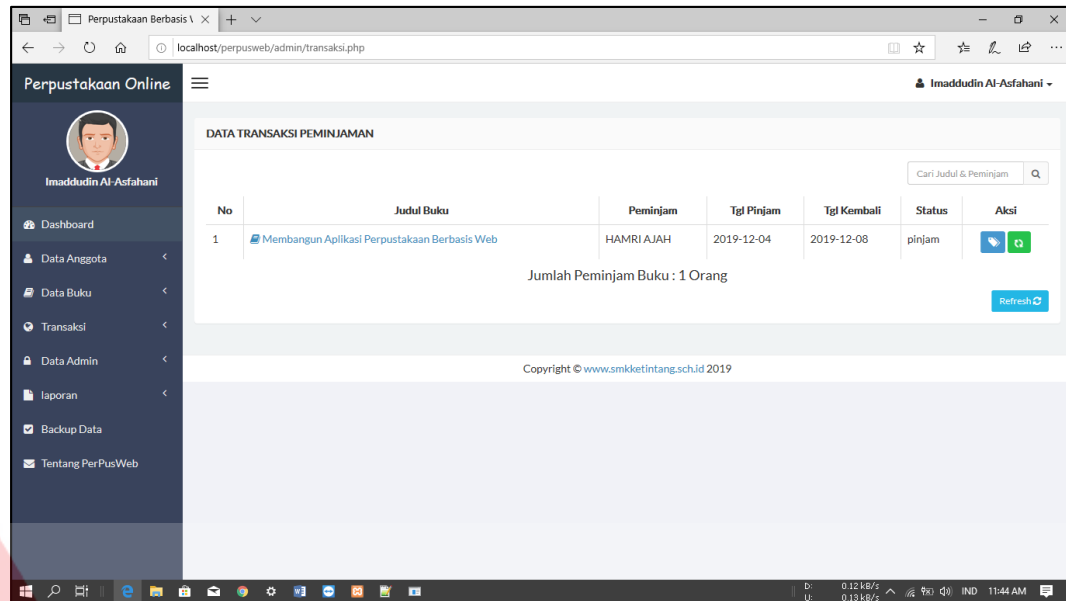 Perpustakaan Berbasis \
localhost/perpusweb/admin/transaksi.php
Perpustakaan Online
Imaddudin Al-Asfahani
Imaddudin Al-Asfahani
Dashboard
Data Anggota
Data Buku
Transaksi
Data Admin
laporan
Backup Data
Tentang PerPusWeb
DATA TRANSAKSI PEMINJAMAN
Cari Judul & Peminjam
No Judul Buku Peminjam Tgl Pinjam Tgl Kembali Status Aksi
1 Membangun Aplikasi Perpustakaan Berbasis Web HAMRI AJAH 2019-12-04 2019-12-08 pinjam
Jumlah Peminjam Buku : 1 Orang
Refresh
Copyright © www.smkketintang.sch.id 2019
D: 0.12 kB/s
U: 0.13 kB/s
IND 11:44 AM